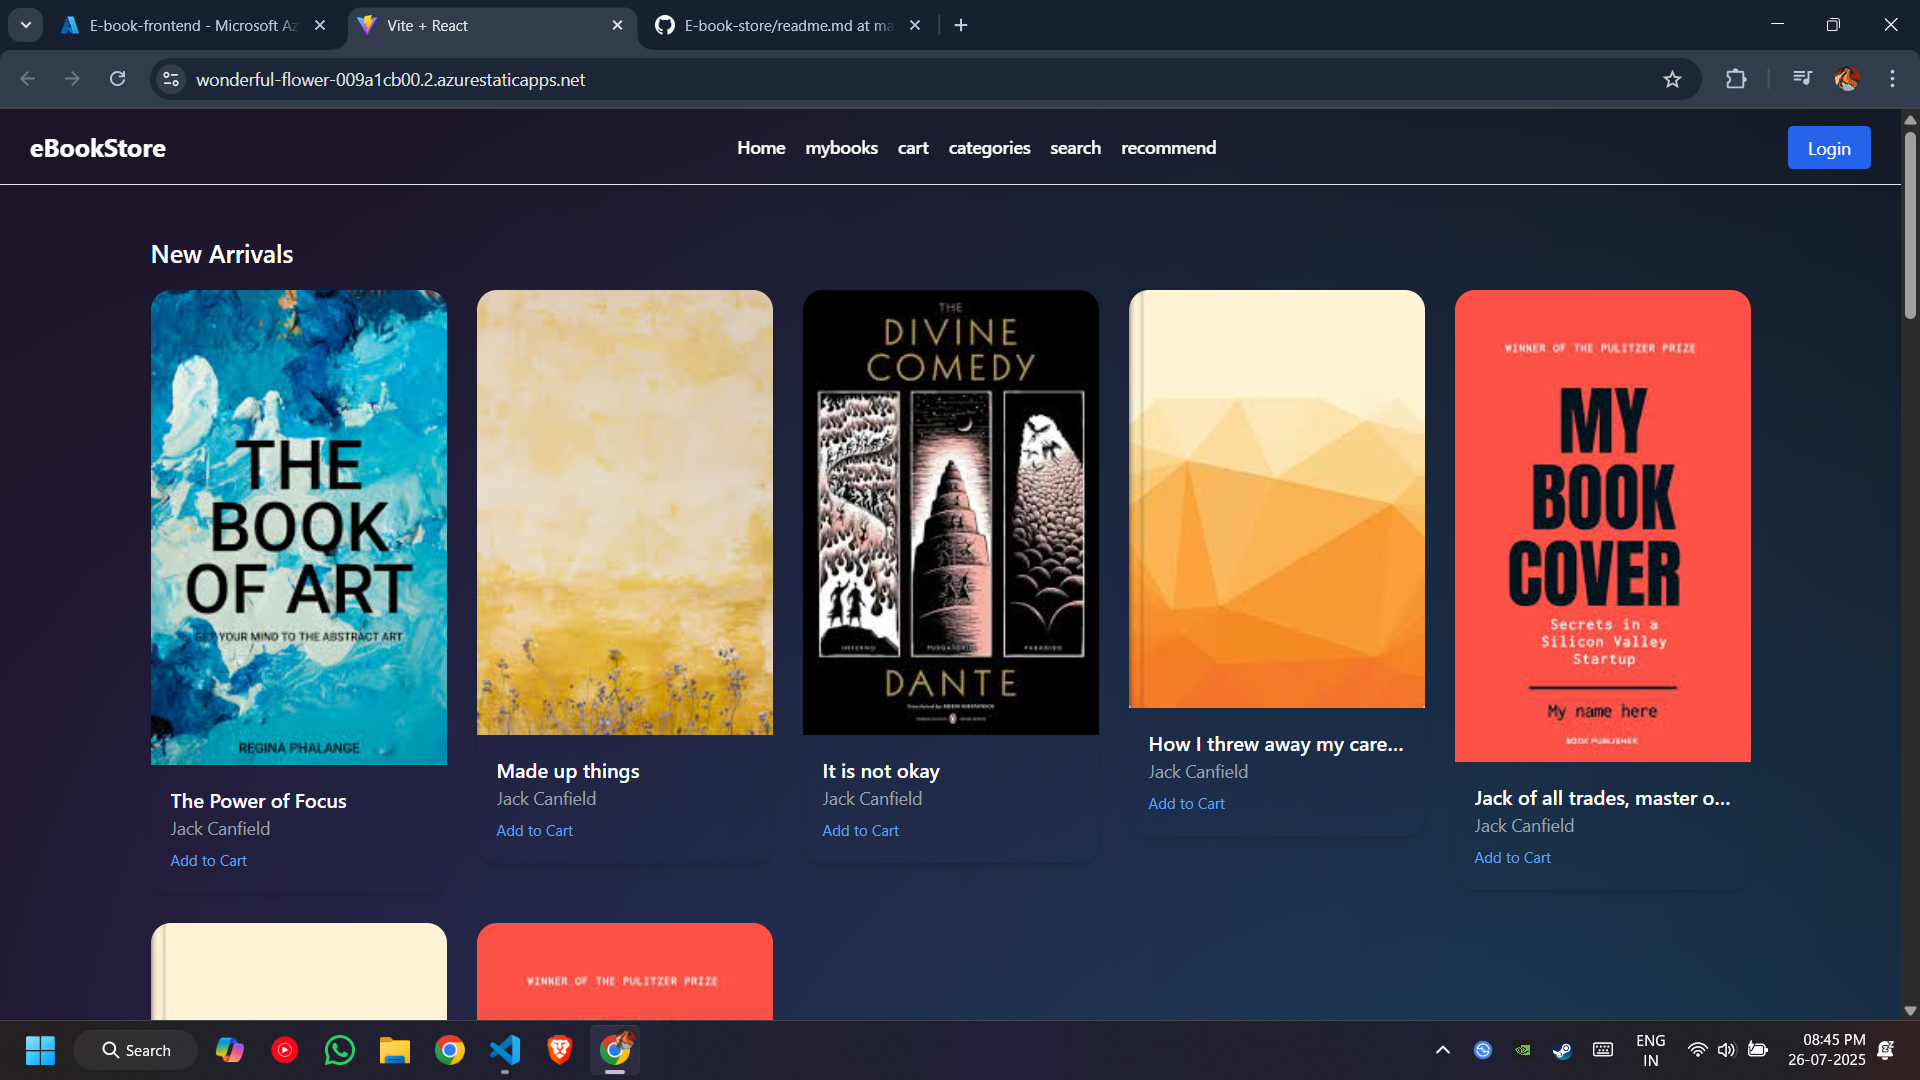 E-book-frontend - Microsoft Az
Vite + React
E-book-store/readme.md at ma
wonderful-flower-009a1cb00.2.azurestaticapps.net
eBookStore
Home
mybooks
cart
categories
search
recommend
Login
New Arrivals
THE
BOOK
OF ART
GET YOUR MIND TO THE ABSTRACT ART
REGINA PHALANGE
The Power of Focus
Jack Canfield
Add to Cart
Made up things
Jack Canfield
Add to Cart
THE
DIVINE
COMEDY
INFERNO
PURGATORIO
PARADISO
DANTE
It is not okay
Jack Canfield
Add to Cart
How I threw away my care...
Jack Canfield
Add to Cart
WINNER OF THE PULITZER PRIZE
MY
BOOK
COVER
Secrets in a
Silicon Valley
Startup
My name here
BOOK PUBLISHER
Jack of all trades, master o...
Jack Canfield
Add to Cart
WINNER OF THE PULITZER PRIZE
Search
ENG
IN
08:45 PM
26-07-2025